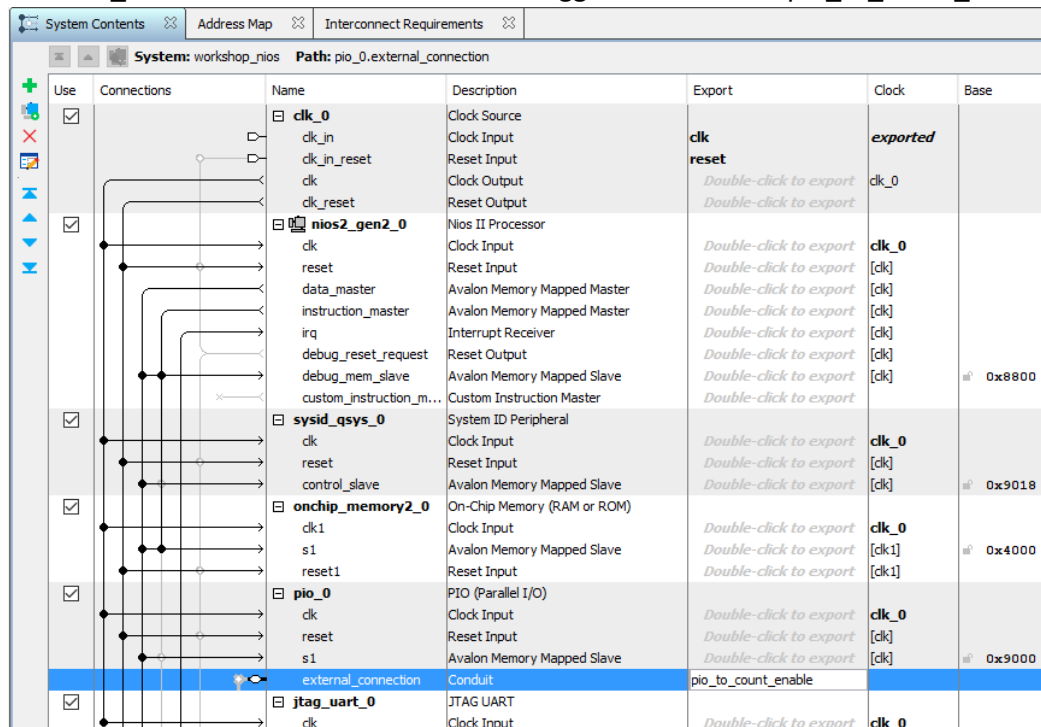 System Contents Address Map Interconnect Requirements
System: workshop_nios Path: pio_0.external_connection
Use Connections Name Description Export Clock Base
clk_0 Clock Source
clk_in Clock Input clk exported
clk_in_reset Reset Input reset
clk Clock Output Double-click to export clk_0
clk_reset Reset Output Double-click to export
nios2_gen2_0 Nios II Processor
clk Clock Input Double-click to export clk_0
reset Reset Input Double-click to export [clk]
data_master Avalon Memory Mapped Master Double-click to export [clk]
instruction_master Avalon Memory Mapped Master Double-click to export [clk]
irq Interrupt Receiver Double-click to export [clk]
debug_reset_request Reset Output Double-click to export [clk]
debug_mem_slave Avalon Memory Mapped Slave Double-click to export [clk] 0x8800
custom_instruction_m... Custom Instruction Master Double-click to export
sysid_qsys_0 System ID Peripheral
clk Clock Input Double-click to export clk_0
reset Reset Input Double-click to export [clk]
control_slave Avalon Memory Mapped Slave Double-click to export [clk] 0x9018
onchip_memory2_0 On-Chip Memory (RAM or ROM)
clk1 Clock Input Double-click to export clk_0
s1 Avalon Memory Mapped Slave Double-click to export [clk1] 0x4000
reset1 Reset Input Double-click to export [clk1]
pio_0 PIO (Parallel I/O)
clk Clock Input Double-click to export clk_0
reset Reset Input Double-click to export [clk]
s1 Avalon Memory Mapped Slave Double-click to export [clk] 0x9000
external_connection Conduit pio_to_count_enable
jtag_uart_0 JTAG UART
clk Clock Input Double-click to export clk_0